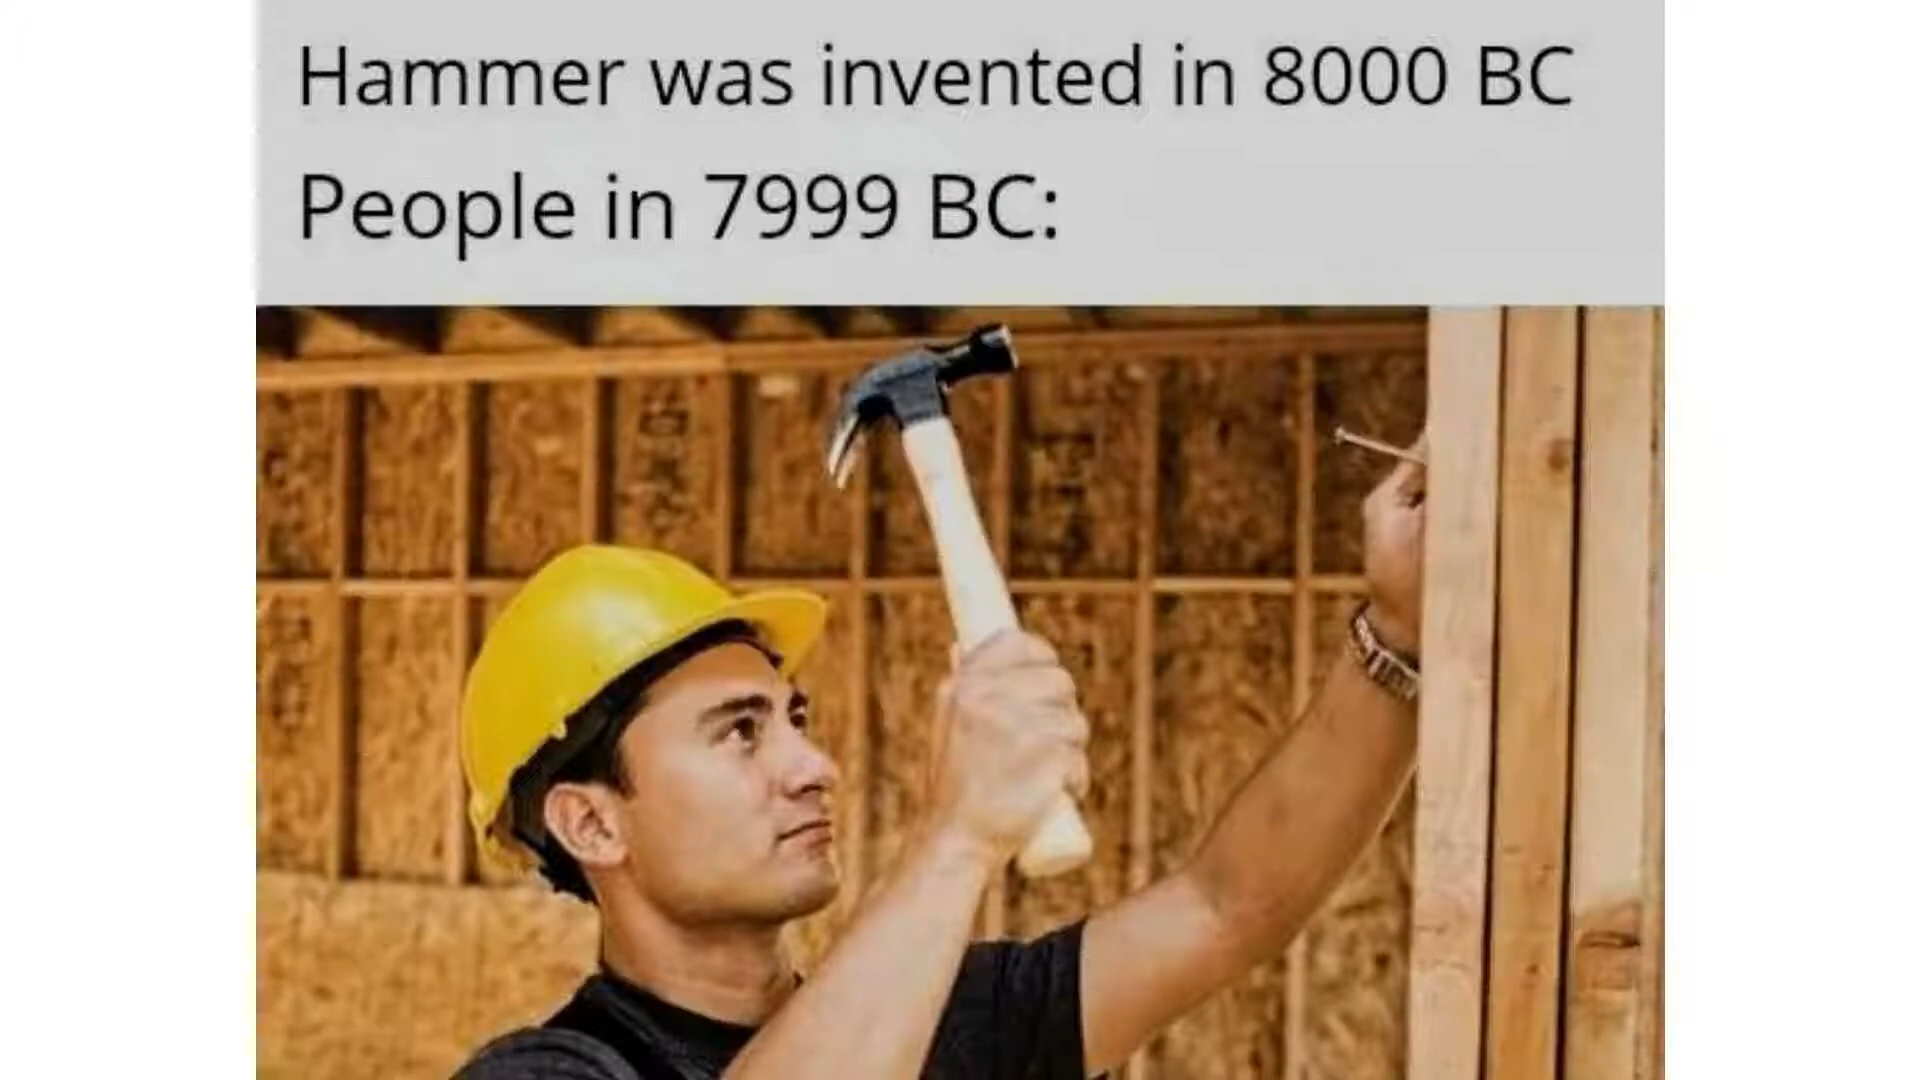 Hammer was invented in 8000 BC
People in 7999 BC: